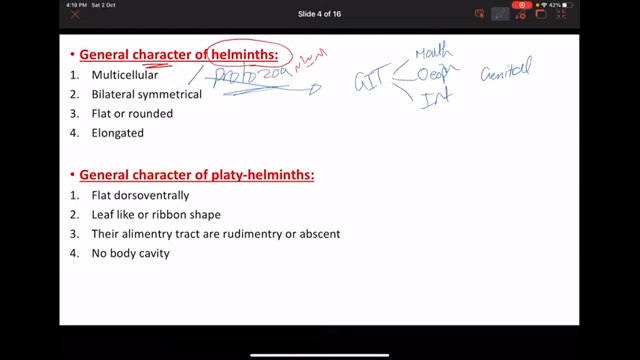 4:19 PM Sat 2 Oct
42%
Slide 4 of 16
• General character of helminths:
1. Multicellular
protozoa
2. Bilateral symmetrical
3. Flat or rounded
4. Elongated
GIT
Mouth
Oeoph
Int
Genital
• General character of platy-helminths:
1. Flat dorsoventrally
2. Leaf like or ribbon shape
3. Their alimentry tract are rudimentry or abscent
4. No body cavity